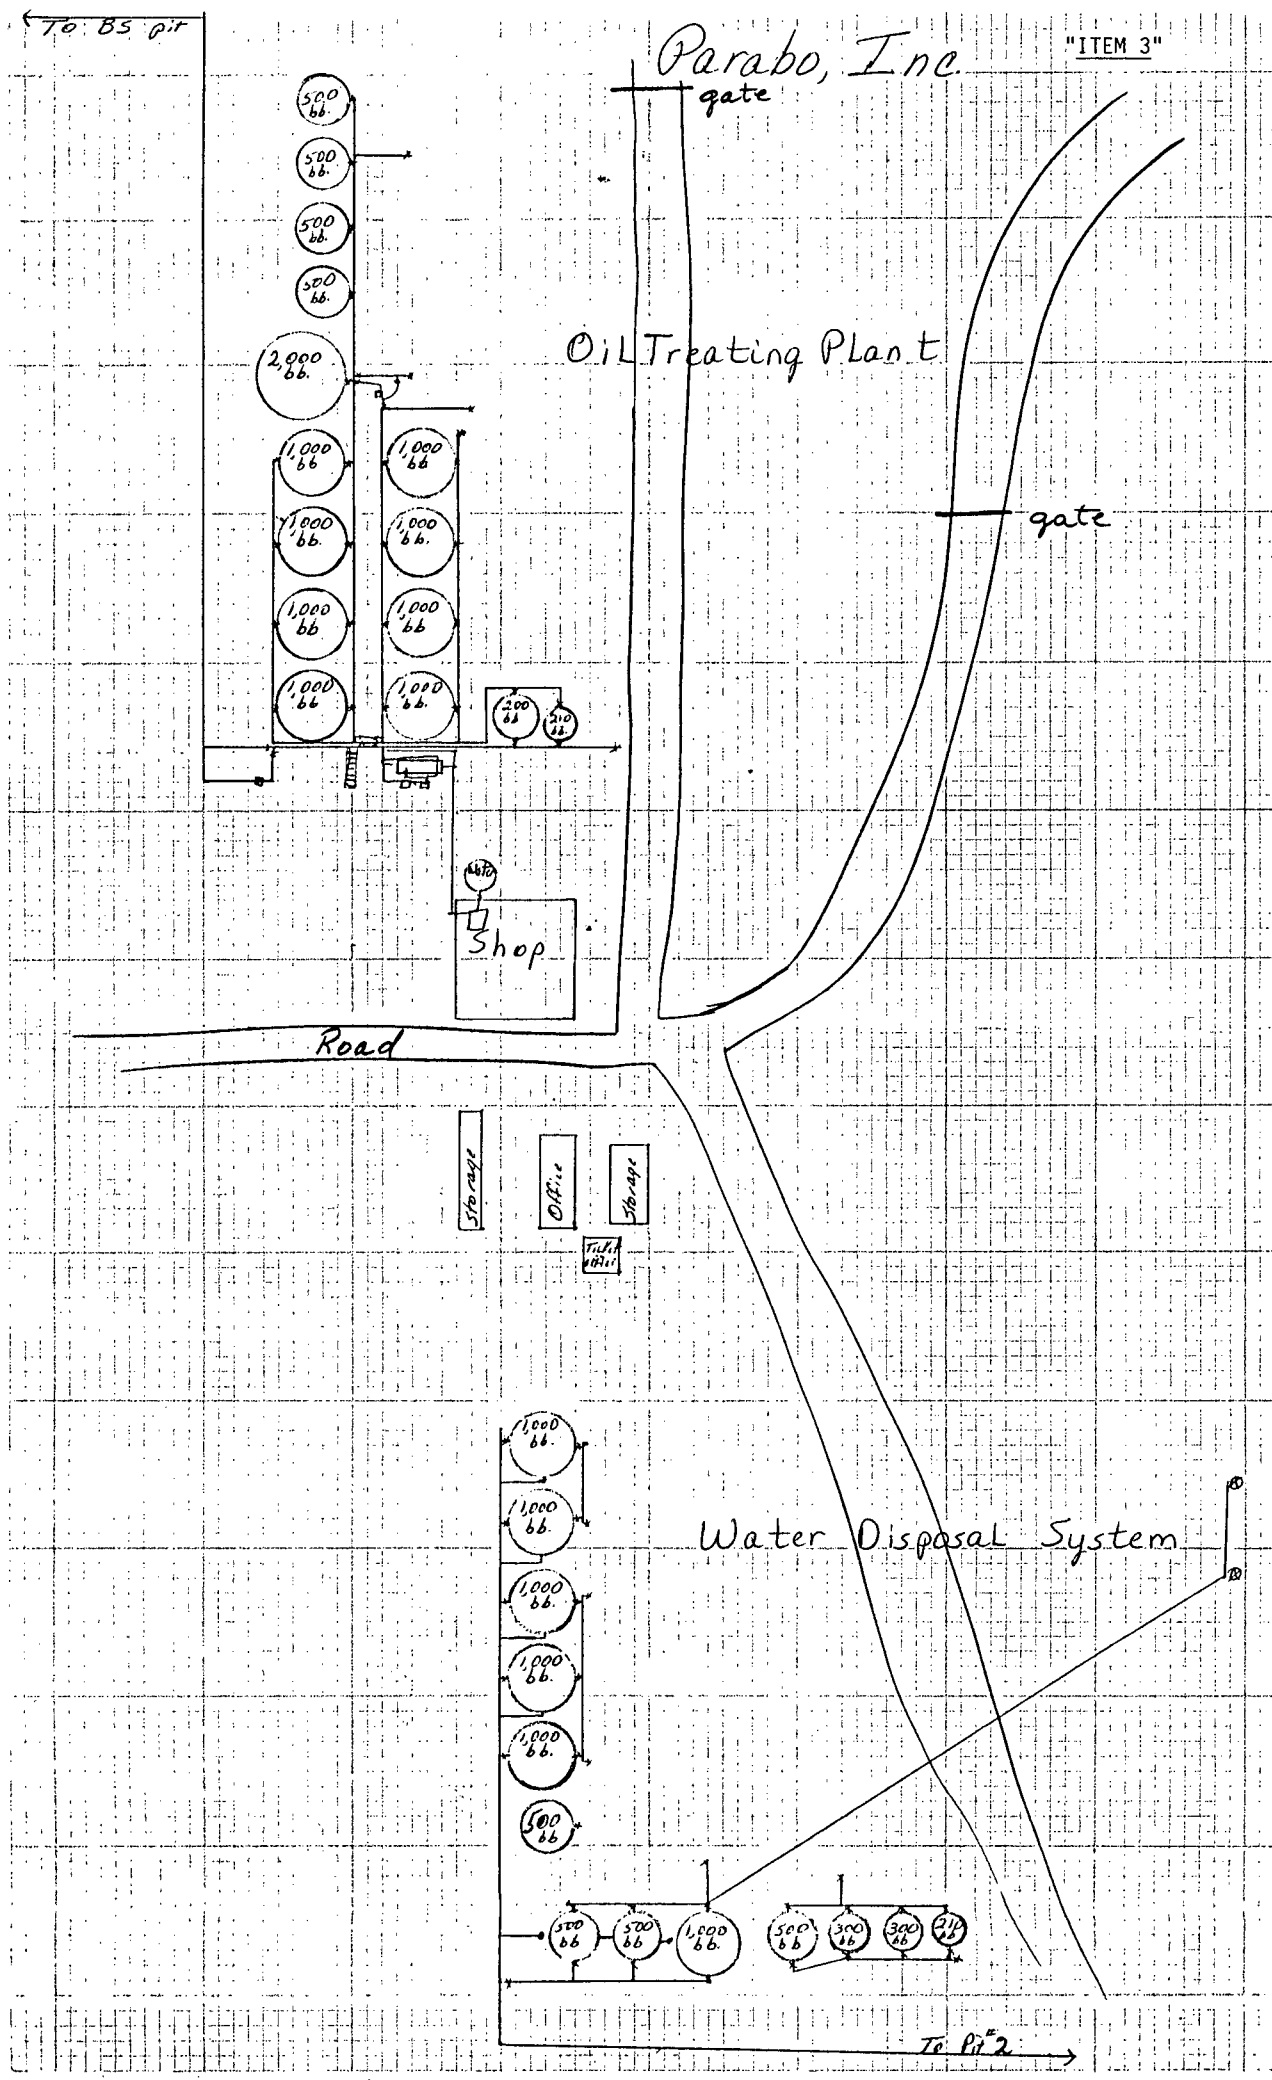 To BS pit
Parabo, Inc.
"ITEM 3"
gate
500
bb.
500
bb.
500
bb.
500
bb.
Oil Treating Plant
2,000
bb.
1,000
bb
1,000
bb
gate
1,000
bb.
1,000
bb.
1,000
bb
1,000
bb
1,000
bb
1,000
bb.
200
bb
210
bb.
Shop
Road
Storage
Office
Storage
1,000
bb.
1,000
bb.
Water Disposal System
1,000
bb.
1,000
bb.
1,000
bb.
500
bb
500
bb
500
bb
1,000
bb.
500
bb
300
bb
300
bb
210
bb
To Pit #2